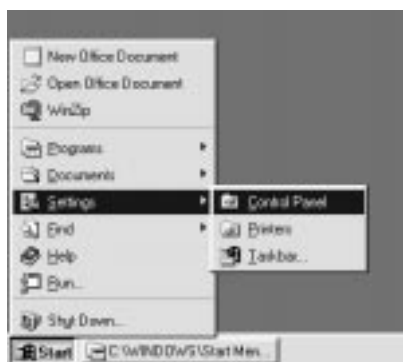 New Office Document
Open Office Document
WinZip
Programs
Documents
Settings
Control Panel
Find
Printers
Help
Taskbar...
Run...
Shut Down...
Start
C:\WINDOWS\Start Men...